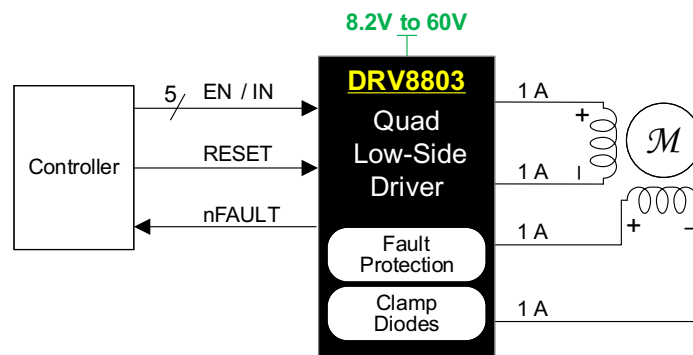 8.2V to 60V
DRV8803
Quad
Low-Side
Driver
Fault
Protection
Clamp
Diodes
Controller
5
EN / IN
RESET
nFAULT
1 A
1 A
1 A
1 A
+
–
M
+
–